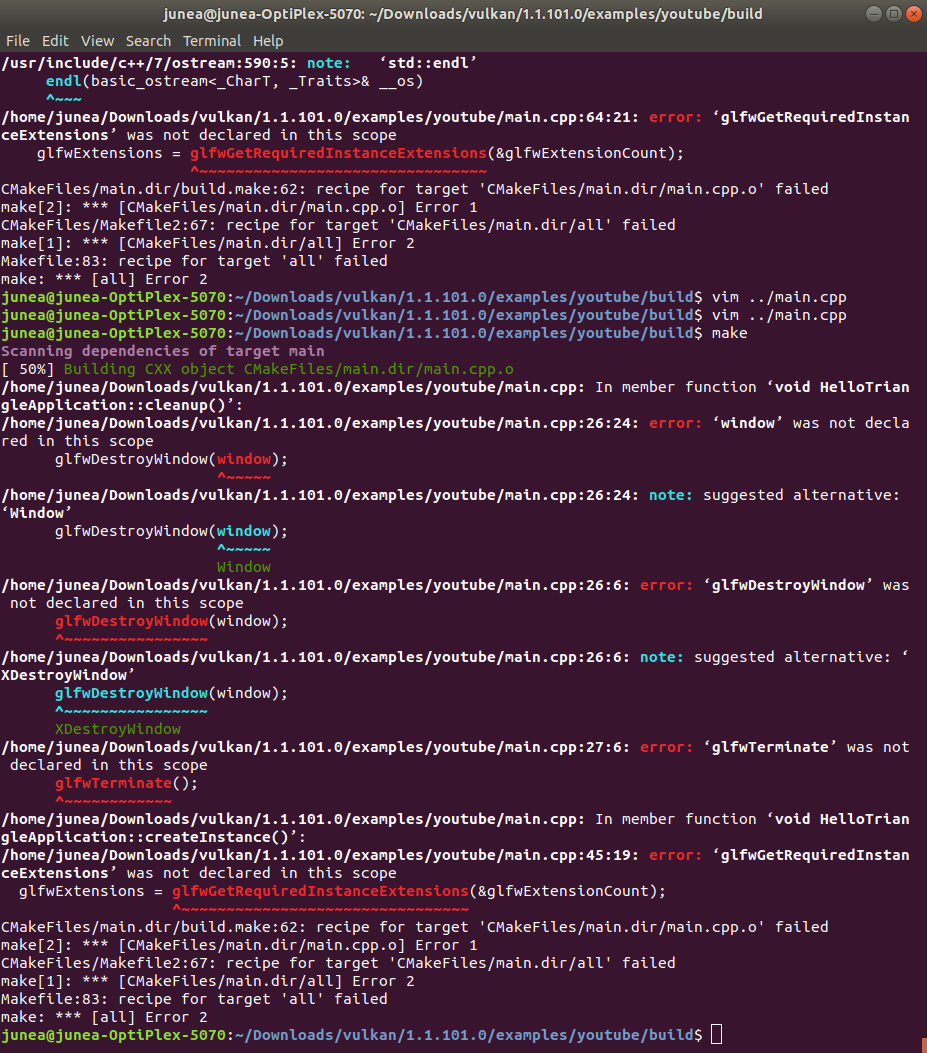 junea@junea-OptiPlex-5070: ~/Downloads/vulkan/1.1.101.0/examples/youtube/build
File Edit View Search Terminal Help
/usr/include/c++/7/ostream:590:5: note:   ‘std::endl’
     endl(basic_ostream<_CharT, _Traits>& __os)
     ^~~~
/home/junea/Downloads/vulkan/1.1.101.0/examples/youtube/main.cpp:64:21: error: ‘glfwGetRequiredInstan
ceExtensions’ was not declared in this scope
    glfwExtensions = glfwGetRequiredInstanceExtensions(&glfwExtensionCount);
                     ^~~~~~~~~~~~~~~~~~~~~~~~~~~~~~~~~
CMakeFiles/main.dir/build.make:62: recipe for target 'CMakeFiles/main.dir/main.cpp.o' failed
make[2]: *** [CMakeFiles/main.dir/main.cpp.o] Error 1
CMakeFiles/Makefile2:67: recipe for target 'CMakeFiles/main.dir/all' failed
make[1]: *** [CMakeFiles/main.dir/all] Error 2
Makefile:83: recipe for target 'all' failed
make: *** [all] Error 2
junea@junea-OptiPlex-5070:~/Downloads/vulkan/1.1.101.0/examples/youtube/build$ vim ../main.cpp
junea@junea-OptiPlex-5070:~/Downloads/vulkan/1.1.101.0/examples/youtube/build$ vim ../main.cpp
junea@junea-OptiPlex-5070:~/Downloads/vulkan/1.1.101.0/examples/youtube/build$ make
Scanning dependencies of target main
[ 50%] Building CXX object CMakeFiles/main.dir/main.cpp.o
/home/junea/Downloads/vulkan/1.1.101.0/examples/youtube/main.cpp: In member function ‘void HelloTrian
gleApplication::cleanup()’:
/home/junea/Downloads/vulkan/1.1.101.0/examples/youtube/main.cpp:26:24: error: ‘window’ was not decla
red in this scope
      glfwDestroyWindow(window);
                        ^~~~~~
/home/junea/Downloads/vulkan/1.1.101.0/examples/youtube/main.cpp:26:24: note: suggested alternative: 
‘Window’
      glfwDestroyWindow(window);
                        ^~~~~~
                        Window
/home/junea/Downloads/vulkan/1.1.101.0/examples/youtube/main.cpp:26:6: error: ‘glfwDestroyWindow’ was
 not declared in this scope
      glfwDestroyWindow(window);
      ^~~~~~~~~~~~~~~~~
/home/junea/Downloads/vulkan/1.1.101.0/examples/youtube/main.cpp:26:6: note: suggested alternative: ‘
XDestroyWindow’
      glfwDestroyWindow(window);
      ^~~~~~~~~~~~~~~~~
      XDestroyWindow
/home/junea/Downloads/vulkan/1.1.101.0/examples/youtube/main.cpp:27:6: error: ‘glfwTerminate’ was not
 declared in this scope
      glfwTerminate();
      ^~~~~~~~~~~~~
/home/junea/Downloads/vulkan/1.1.101.0/examples/youtube/main.cpp: In member function ‘void HelloTrian
gleApplication::createInstance()’:
/home/junea/Downloads/vulkan/1.1.101.0/examples/youtube/main.cpp:45:19: error: ‘glfwGetRequiredInstan
ceExtensions’ was not declared in this scope
  glfwExtensions = glfwGetRequiredInstanceExtensions(&glfwExtensionCount);
                   ^~~~~~~~~~~~~~~~~~~~~~~~~~~~~~~~~
CMakeFiles/main.dir/build.make:62: recipe for target 'CMakeFiles/main.dir/main.cpp.o' failed
make[2]: *** [CMakeFiles/main.dir/main.cpp.o] Error 1
CMakeFiles/Makefile2:67: recipe for target 'CMakeFiles/main.dir/all' failed
make[1]: *** [CMakeFiles/main.dir/all] Error 2
Makefile:83: recipe for target 'all' failed
make: *** [all] Error 2
junea@junea-OptiPlex-5070:~/Downloads/vulkan/1.1.101.0/examples/youtube/build$